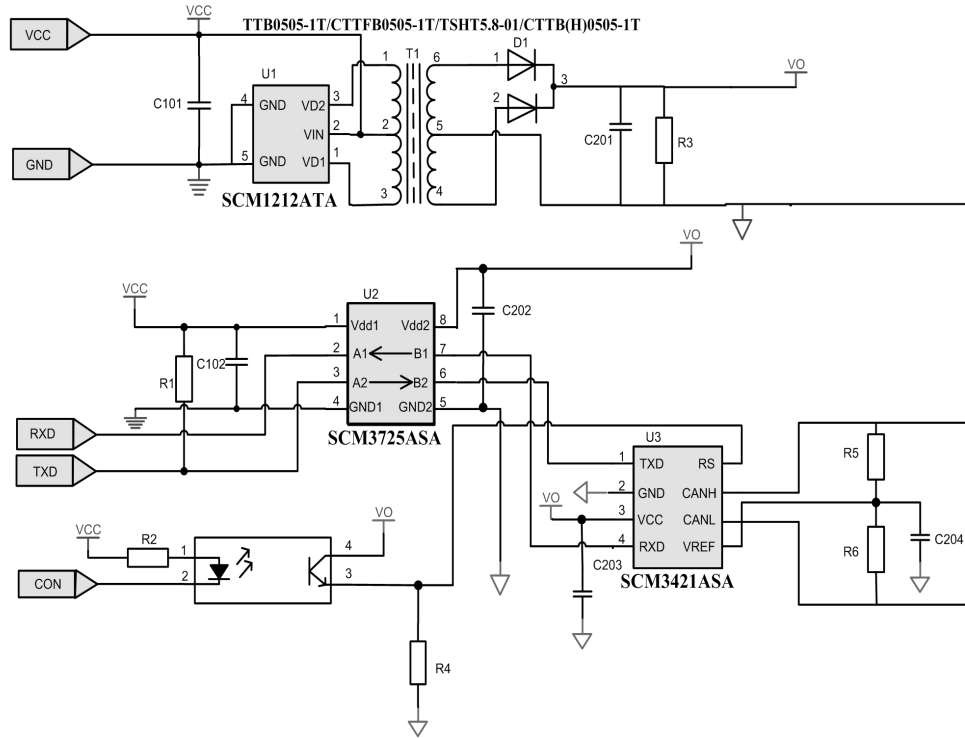 VCC
TTB0505-1T/CTTFB0505-1T/TSHT5.8-01/CTTB(H)0505-1T
VCC
T1
D1
VO
U1
1
6
1
3
C101
4
GND
VD2
3
2
VIN
2
2
5
C201
R3
GND
5
GND
VD1
1
3
4
SCM1212ATA
VO
VCC
U2
C202
1
Vdd1
Vdd2
8
2
A1
B1
7
C102
R1
3
A2
B2
6
4
GND1
GND2
5
RXD
SCM3725ASA
U3
TXD
1
TXD
RS
R5
2
GND
CANH
VO
3
VCC
CANL
VCC
R2
VO
4
RXD
VREF
R6
C204
1
4
C203
SCM3421ASA
CON
2
3
R4